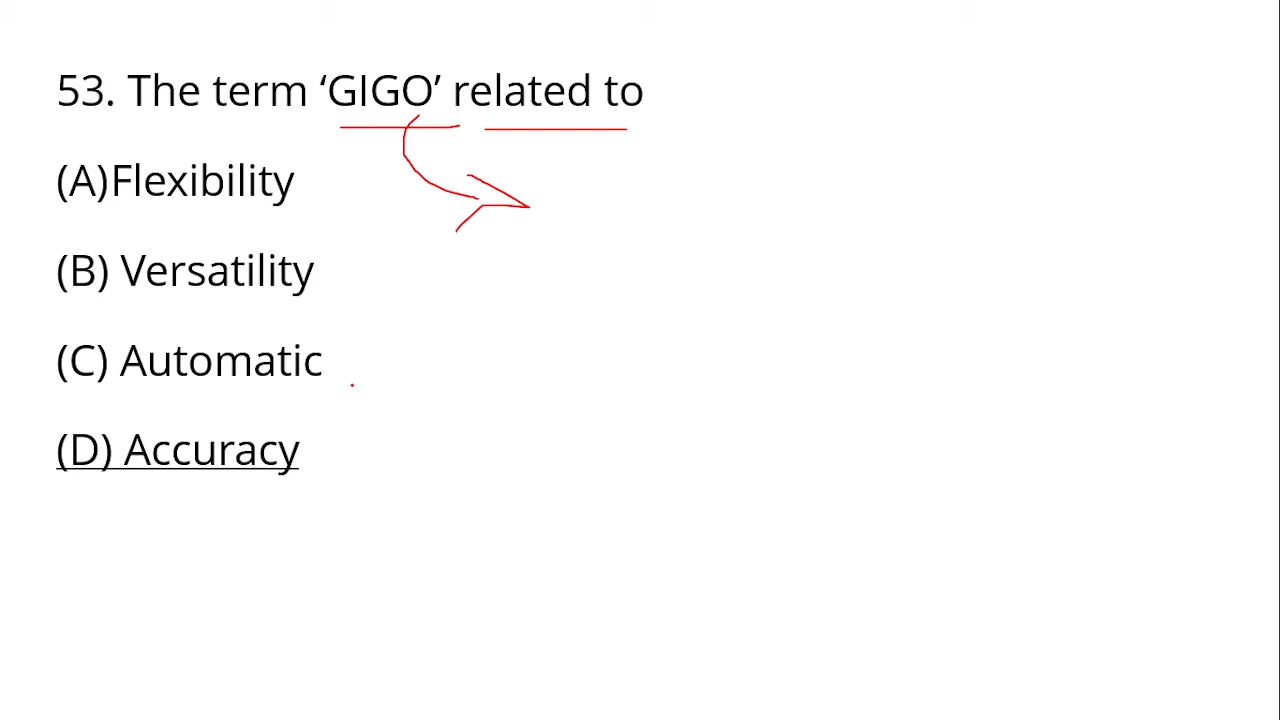 53. The term ‘GIGO’ related to
(A)Flexibility
(B) Versatility
(C) Automatic
(D) Accuracy